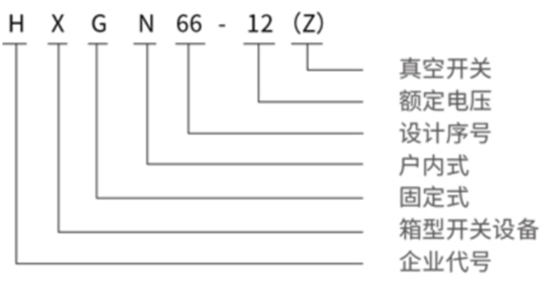 H X G N 66 - 12 (Z)
真空开关
额定电压
设计序号
户内式
固定式
箱型开关设备
企业代号